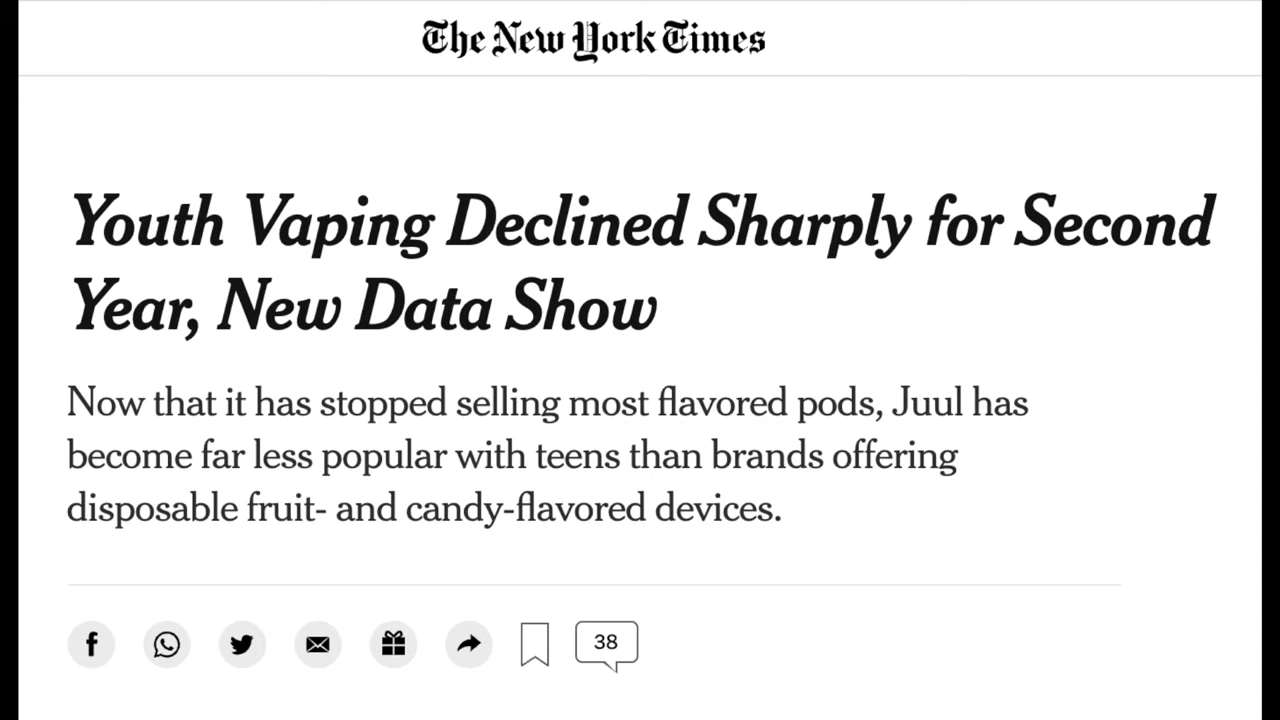 The New York Times
Youth Vaping Declined Sharply for Second
Year, New Data Show
Now that it has stopped selling most flavored pods, Juul has
become far less popular with teens than brands offering
disposable fruit- and candy-flavored devices.
38